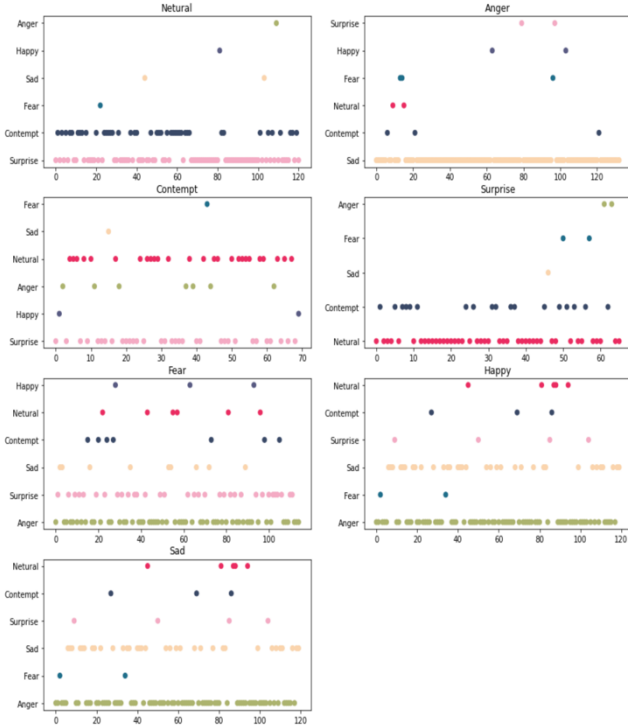 Netural
Anger
Happy
Sad
Fear
Contempt
Surprise
0 20 40 60 80 100 120
Anger
Surprise
Happy
Fear
Netural
Contempt
Sad
0 20 40 60 80 100 120
Contempt
Fear
Sad
Netural
Anger
Happy
Surprise
0 10 20 30 40 50 60 70
Surprise
Anger
Fear
Sad
Contempt
Netural
0 20 40 60
Fear
Happy
Netural
Contempt
Sad
Surprise
Anger
0 20 40 60 80 100
Happy
Netural
Contempt
Surprise
Sad
Fear
Anger
0 20 40 60 80 100 120
Sad
Netural
Contempt
Surprise
Sad
Fear
Anger
0 20 40 60 80 100 120